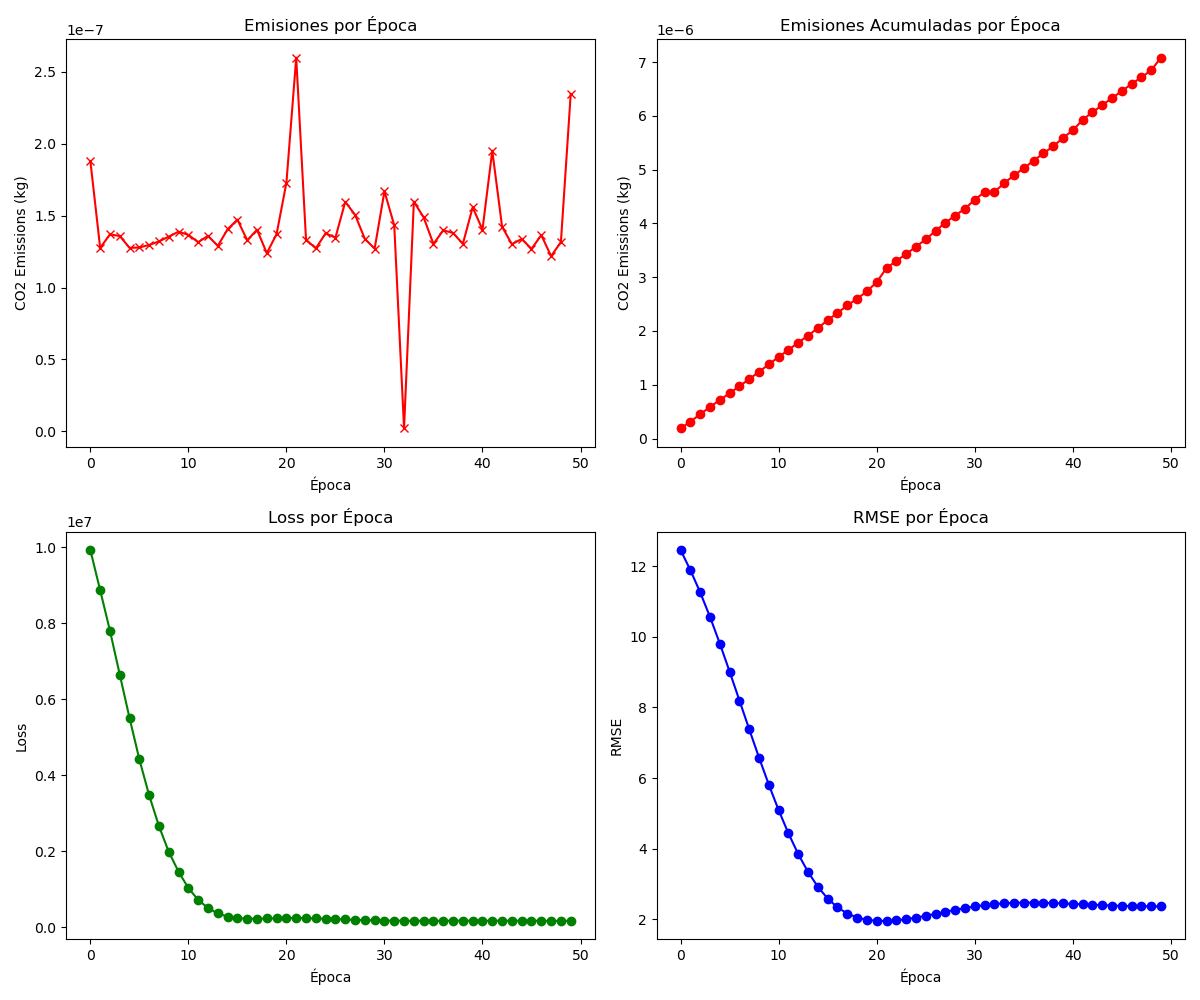 Emisiones por Época
1e−7
CO2 Emissions (kg)
2.5
2.0
1.5
1.0
0.5
0.0
0 10 20 30 40 50
Época
Emisiones Acumuladas por Época
1e−6
CO2 Emissions (kg)
7
6
5
4
3
2
1
0
0 10 20 30 40 50
Época
Loss por Época
1e7
Loss
1.0
0.8
0.6
0.4
0.2
0.0
0 10 20 30 40 50
Época
RMSE por Época
RMSE
12
10
8
6
4
2
0 10 20 30 40 50
Época